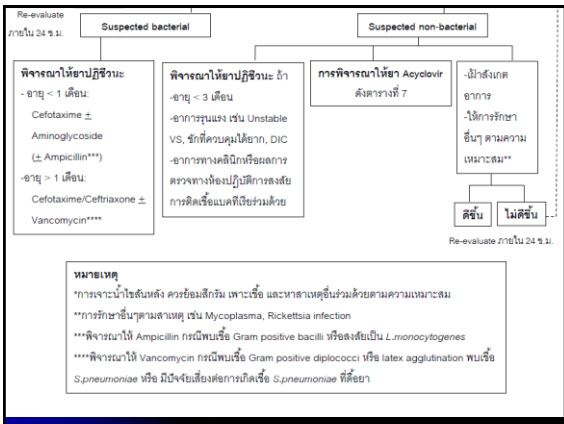 Re-evaluate
ภายใน 24 ช.ม.
Suspected bacterial
Suspected non-bacterial
พิจารณาให้ยาปฏิชีวนะ
- อายุ < 1 เดือน:
Cefotaxime ±
Aminoglycoside
(± Ampicillin***)
-อายุ > 1 เดือน:
Cefotaxime/Ceftriaxone ±
Vancomycin****
พิจารณาให้ยาปฏิชีวนะ ถ้า
-อายุ < 3 เดือน
-อาการรุนแรง เช่น Unstable
VS, ชักที่ควบคุมได้ยาก, DIC
-อาการทางคลินิกหรือผลการ
ตรวจทางห้องปฏิบัติการสงสัย
การติดเชื้อแบคทีเรียร่วมด้วย
การพิจารณาให้ยา Acyclovir
ดังตารางที่ 7
-เฝ้าสังเกต
อาการ
-ให้การรักษา
อื่นๆ ตามความ
เหมาะสม**
ดีขึ้น
ไม่ดีขึ้น
Re-evaluate ภายใน 24 ช.ม.
หมายเหตุ
*การเจาะน้ำไขสันหลัง ควรย้อมสีกรัม เพาะเชื้อ และหาสาเหตุอื่นร่วมด้วยตามความเหมาะสม
**การรักษาอื่นๆตามสาเหตุ เช่น Mycoplasma, Rickettsia infection
***พิจารณาให้ Ampicillin กรณีพบเชื้อ Gram positive bacilli หรือสงสัยเป็น L.monocytogenes
****พิจารณาให้ Vancomycin กรณีพบเชื้อ Gram positive diplococci หรือ latex agglutination พบเชื้อ
S.pneumoniae หรือ มีปัจจัยเสี่ยงต่อการเกิดเชื้อ S.pneumoniae ที่ดื้อยา